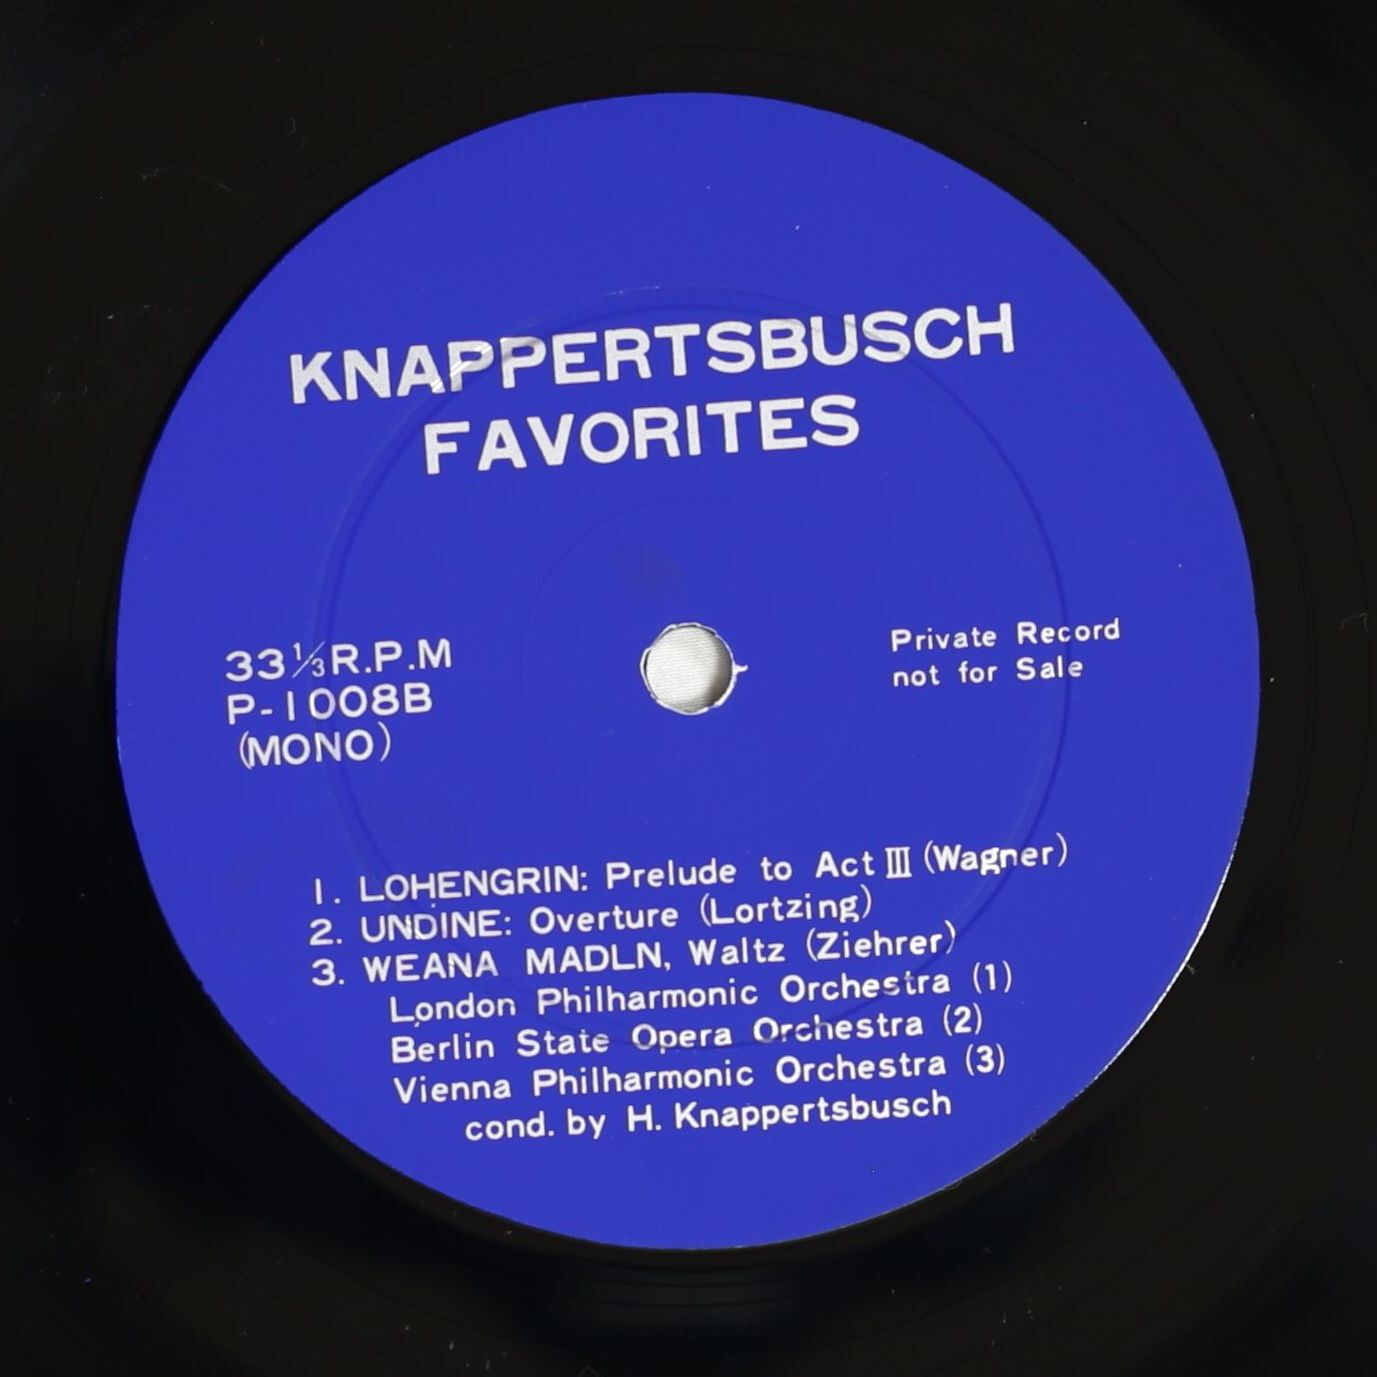 KNAPPERTSBUSCH
FAVORITES
33⅓ R.P.M
P-1008B
(MONO)
Private Record
not for Sale
1. LOHENGRIN: Prelude to Act III (Wagner)
2. UNDINE: Overture (Lortzing)
3. WEANA MADLN, Waltz (Ziehrer)
London Philharmonic Orchestra (1)
Berlin State Opera Orchestra (2)
Vienna Philharmonic Orchestra (3)
cond. by H. Knappertsbusch